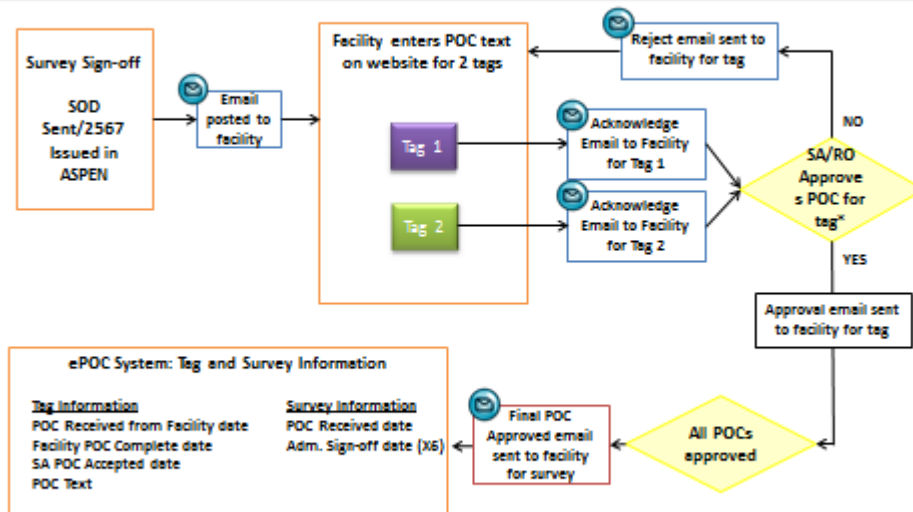 Survey Sign-off
SOD
Sent/2567
Issued in
ASPEN
Email
posted to
facility
Facility enters POC text
on website for 2 tags
Tag 1
Tag 2
Reject email sent to
facility for tag
Acknowledge
Email to Facility
for Tag 1
Acknowledge
Email to Facility
for Tag 2
NO
SA/RO
Approve
s POC for
tag*
YES
Approval email sent
to facility for tag
All POCs
approved
Final POC
Approved email
sent to facility
for survey
ePOC System: Tag and Survey Information
Tag Information
POC Received from Facility date
Facility POC Complete date
SA POC Accepted date
POC Text
Survey Information
POC Received date
Adm. Sign-off date (X6)